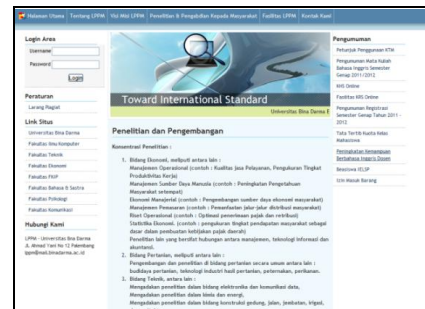 Halaman Utama Tentang LPPM Visi Misi LPPM Penelitian & Pengabdian Kepada Masyarakat Fasilitas LPPM Kontak Kami
Login Area
Username
Password
Login
Peraturan
Larang Plagiat
Link Situs
Universitas Bina Darma
Fakultas Ilmu Komputer
Fakultas Teknik
Fakultas Ekonomi
Fakultas FKIP
Fakultas Bahasa & Sastra
Fakultas Psikologi
Fakultas Komunikasi
Hubungi Kami
LPPM - Universitas Bina Darma
Jl. Ahmad Yani No 12 Palembang
lppm@mail.binadarma.ac.id
Toward International Standard
Universitas Bina Darma
Penelitian dan Pengembangan
Konsentrasi Penelitian :
1. Bidang Ekonomi, meliputi antara lain :
Manajemen Operasional (contoh : Kualitas Jasa Pelayanan, Pengukuran Tingkat
Produktivitas Kerja)
Manajemen Sumber Daya Manusia (contoh : Peningkatan Pengetahuan
Masyarakat setempat)
Ekonomi Manajerial (contoh : Pengembangan sumber daya ekonomi masyarakat)
Manajemen Pemasaran (contoh : Pemanfaatan jalur-jalur distribusi masyarakat)
Riset Operasional (contoh : Optimasi penerimaan pajak dan retribusi)
Statistika Ekonomi. (contoh : pengukuran tingkat pendapatan masyarakat sebagai
dasar dalam pembuatan kebijakan pajak daerah)
Penelitian lain yang bersifat hubungan antara manajemen, teknologi informasi dan
akuntansi.
2. Bidang Pertanian, meliputi antara lain :
Pengembangan dan penelitian di bidang pertanian secara umum antara lain :
budidaya pertanian, teknologi industri hasil pertanian, peternakan, perikanan.
3. Bidang Teknik, antara lain :
Mengadakan penelitian dalam bidang elektronika dan komunikasi data,
Mengadakan penelitian dalam bidang kimia dan energi,
Mengadakan penelitian dalam bidang konstruksi gedung, jalan, jembatan, irigasi,
Pengumuman
Petunjuk Penggunaan KTM
Pengumuman Mata Kuliah
Bahasa Inggris Semester
Genap 2011/2012
KRS Online
Fasilitas KRS Online
Pengumuman Registrasi
Semester Genap Tahun 2011 -
2012
Tata Tertib Kuota Kelas
Mahasiswa
Peningkatan Kemampuan
Berbahasa Inggris Dosen
Beasiswa IELSP
Izin Masuk Barang